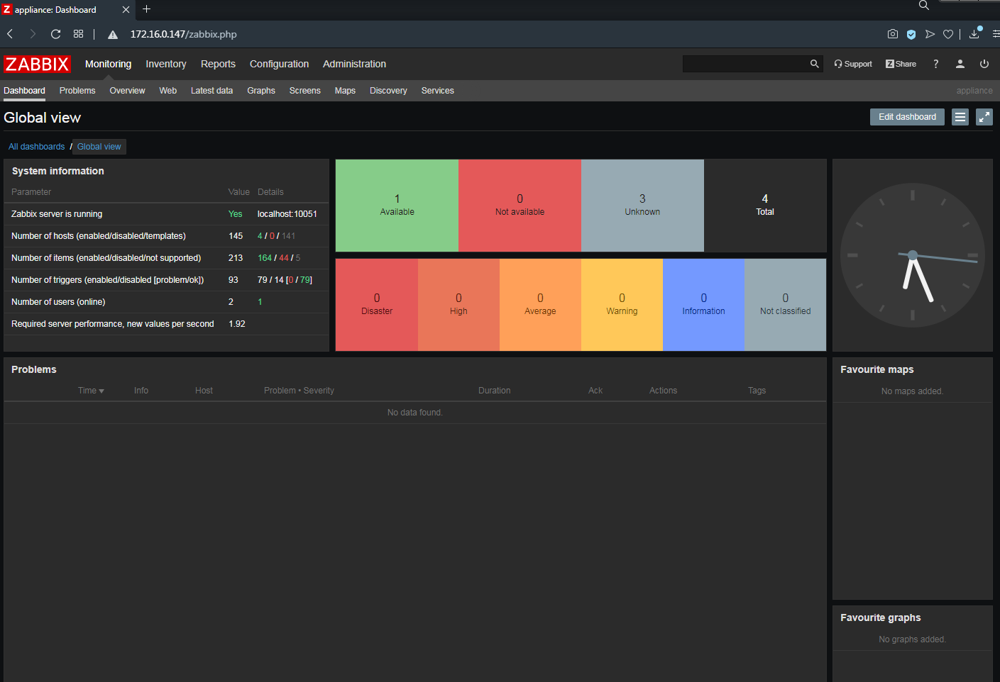 Z appliance: Dashboard
172.16.0.147/zabbix.php
ZABBIX Monitoring Inventory Reports Configuration Administration Support Z Share ?
Dashboard Problems Overview Web Latest data Graphs Screens Maps Discovery Services appliance
Global view Edit dashboard
All dashboards / Global view
System information
Parameter Value Details
Zabbix server is running Yes localhost:10051
Number of hosts (enabled/disabled/templates) 145 4 / 0 / 141
Number of items (enabled/disabled/not supported) 213 164 / 44 / 5
Number of triggers (enabled/disabled [problem/ok]) 93 79 / 14 [0 / 79]
Number of users (online) 2 1
Required server performance, new values per second 1.92
1 0 3 4
Available Not available Unknown Total
0 0 0 0 0 0
Disaster High Average Warning Information Not classified
Problems
Time Info Host Problem • Severity Duration Ack Actions Tags
No data found.
Favourite maps
No maps added.
Favourite graphs
No graphs added.